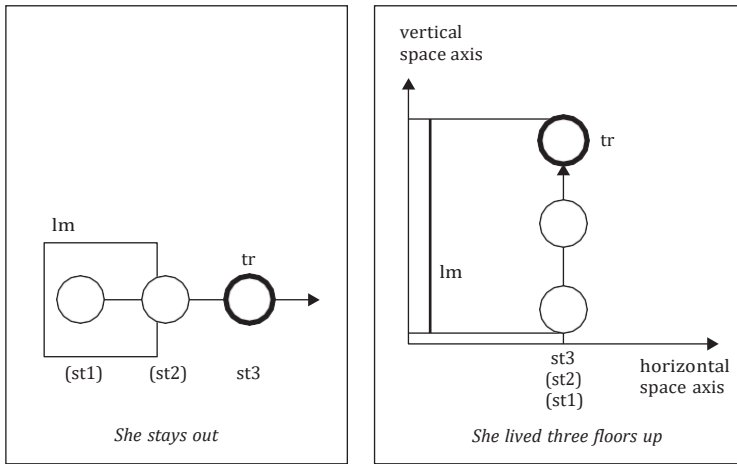 lm
tr
(st1)
(st2)
st3
She stays out
vertical
space axis
tr
lm
st3
(st2)
(st1)
horizontal
space axis
She lived three floors up